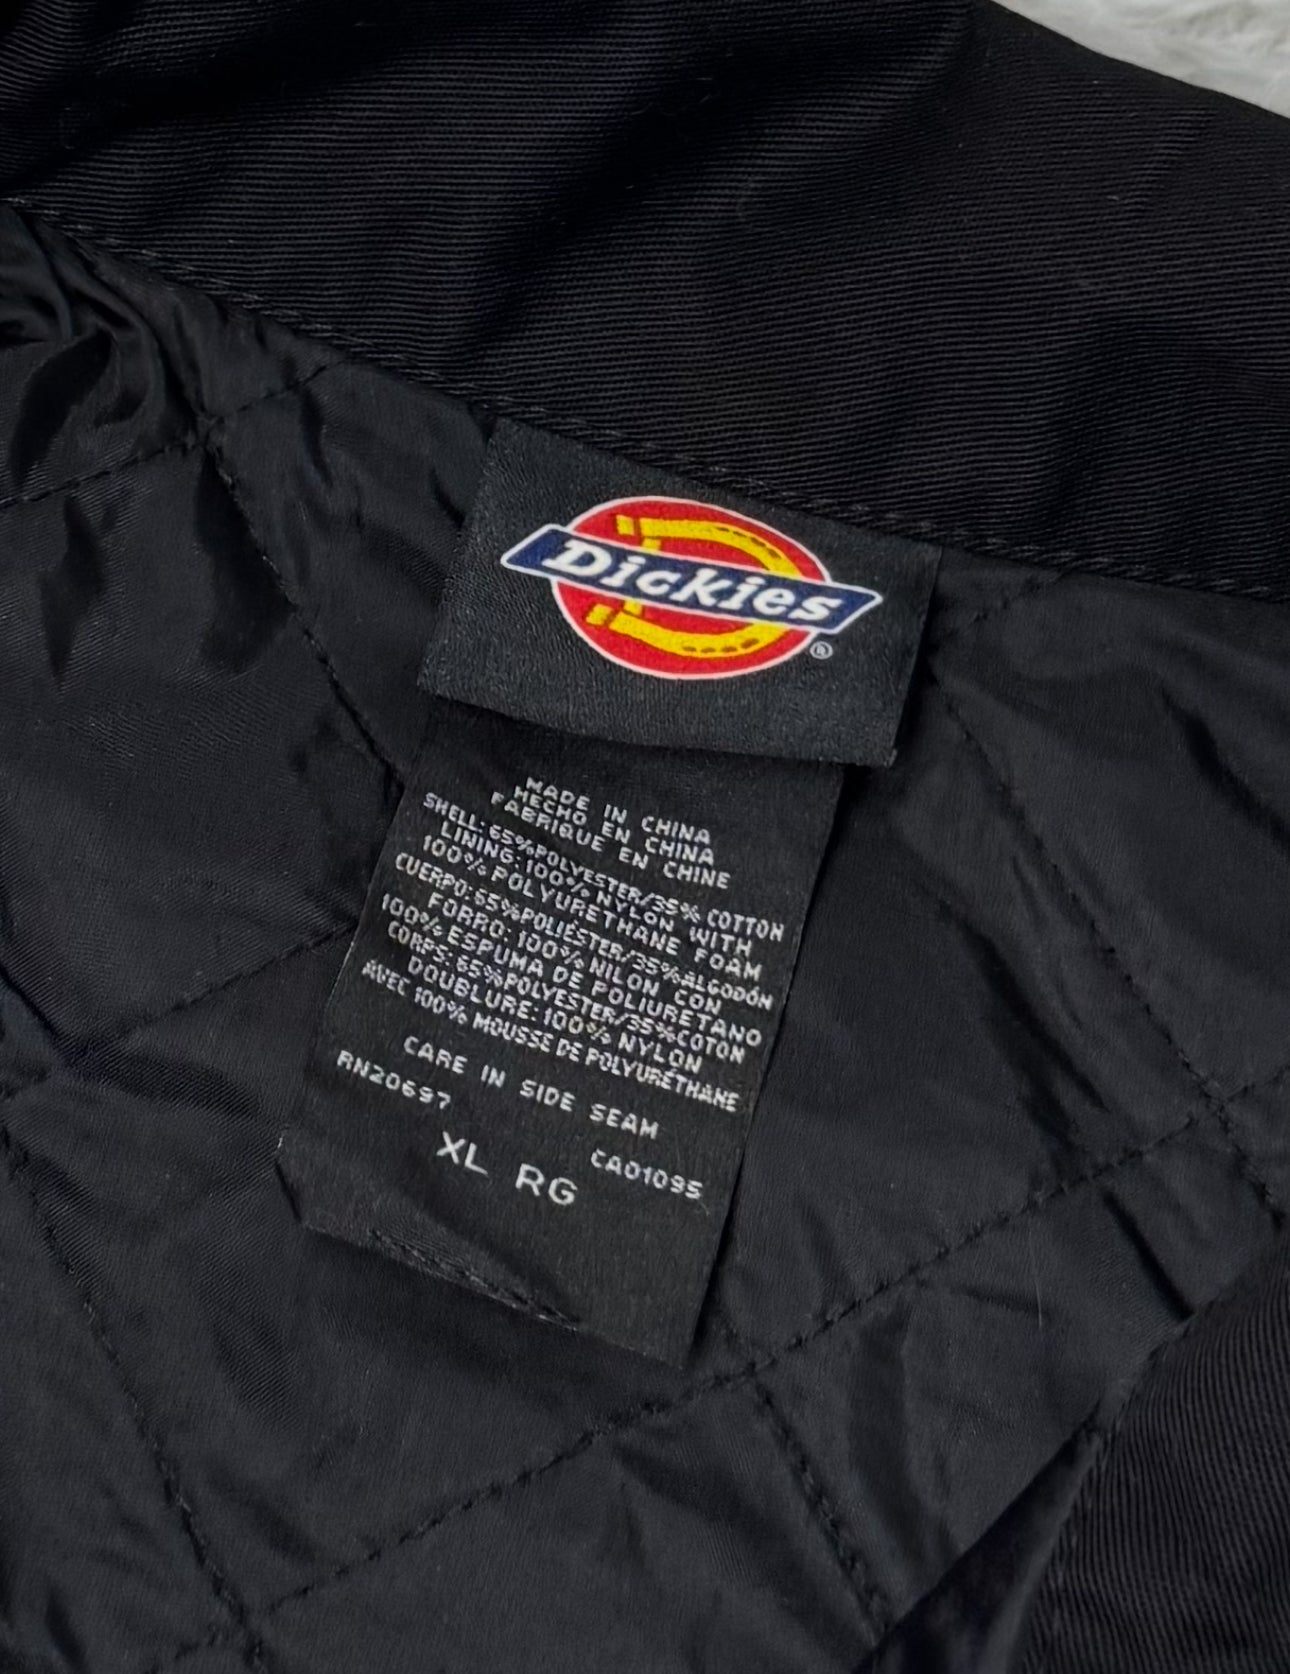 Dickies
®
MADE IN CHINA
HECHO EN CHINA
FABRIQUE EN CHINE
SHELL: 65%POLYESTER/35% COTTON
LINING: 100% NYLON WITH
100% POLYURETHANE FOAM
CUERPO: 65%POLIÉSTER/35%ALGODÓN
FORRO: 100% NILON CON
100% ESPUMA DE POLIURETANO
CORPS: 65%POLYESTER/35%COTON
DOUBLURE: 100% NYLON
AVEC 100% MOUSSE DE POLYURÉTHANE
CARE IN SIDE SEAM
RN20697 CA01095
XL RG